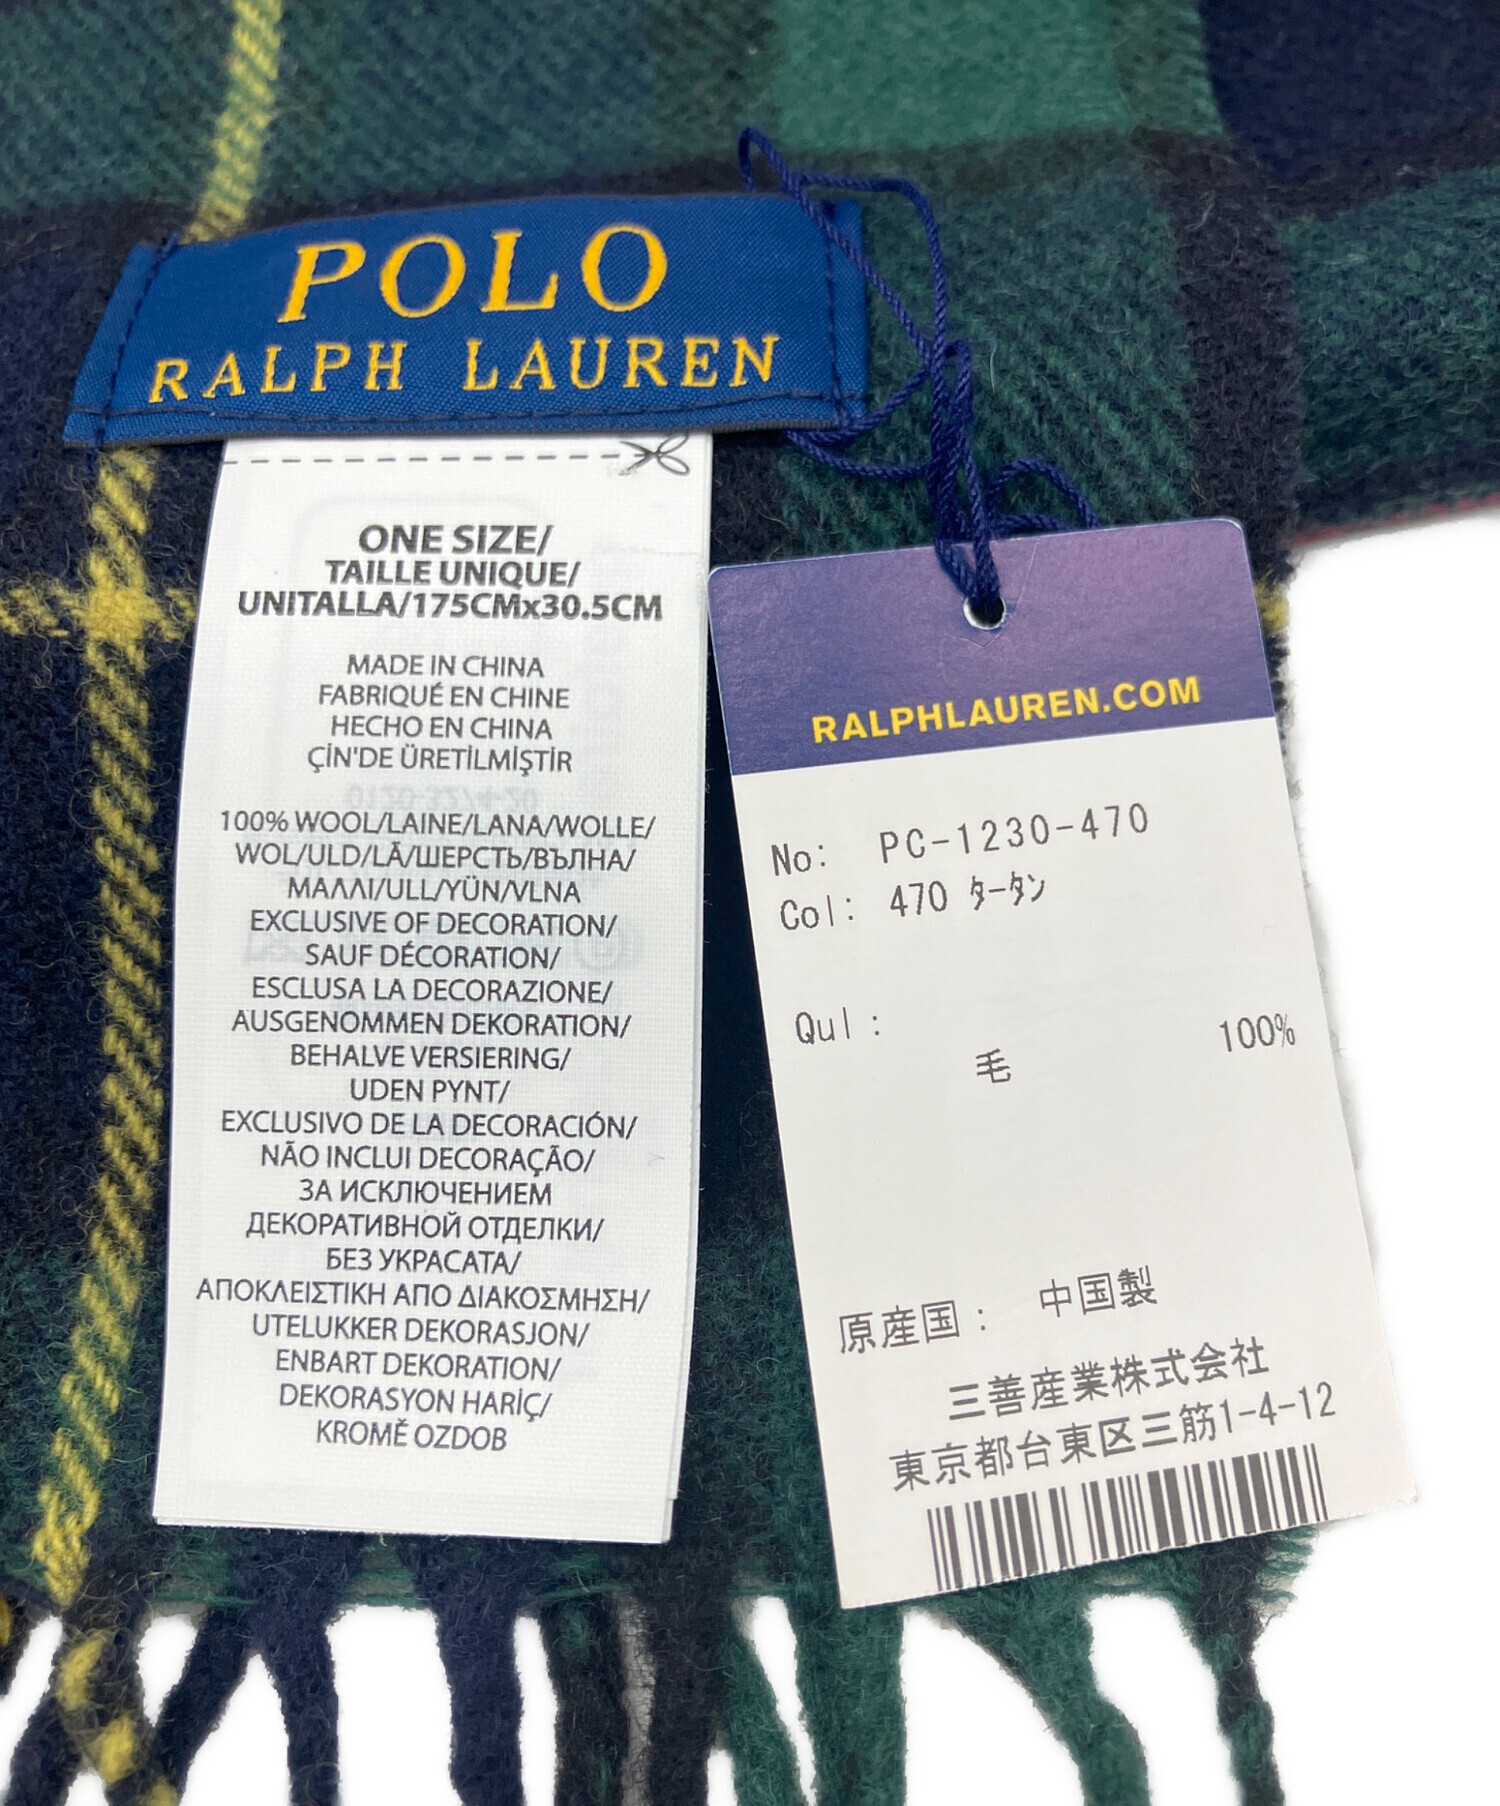 POLO
RALPH LAUREN
ONE SIZE/
TAILLE UNIQUE/
UNITALLA/175CMx30.5CM
MADE IN CHINA
FABRIQUÉ EN CHINE
HECHO EN CHINA
ÇİN'DE ÜRETİLMİŞTİR
100% WOOL/LAINE/LANA/WOLLE/
WOL/ULD/LÃ/ШЕРСТЬ/ВЪЛНА/
ΜΑΛΛΙ/ULL/YÜN/VLNA
EXCLUSIVE OF DECORATION/
SAUF DÉCORATION/
ESCLUSA LA DECORAZIONE/
AUSGENOMMEN DEKORATION/
BEHALVE VERSIERING/
UDEN PYNT/
EXCLUSIVO DE LA DECORACIÓN/
NÃO INCLUI DECORAÇÃO/
ЗА ИСКЛЮЧЕНИЕМ
ДЕКОРАТИВНОЙ ОТДЕЛКИ/
БЕЗ УКРАСАТА/
ΑΠΟΚΛΕΙΣΤΙΚΗ ΑΠΟ ΔΙΑΚΟΣΜΗΣΗ/
UTELUKKER DEKORASJON/
ENBART DEKORATION/
DEKORASYON HARİÇ/
KROMĚ OZDOB
RALPHLAUREN.COM
No: PC-1230-470
Col: 470 ﾀｰﾀﾝ
Qul:
毛 100%
原産国: 中国製
三善産業株式会社
東京都台東区三筋1-4-12